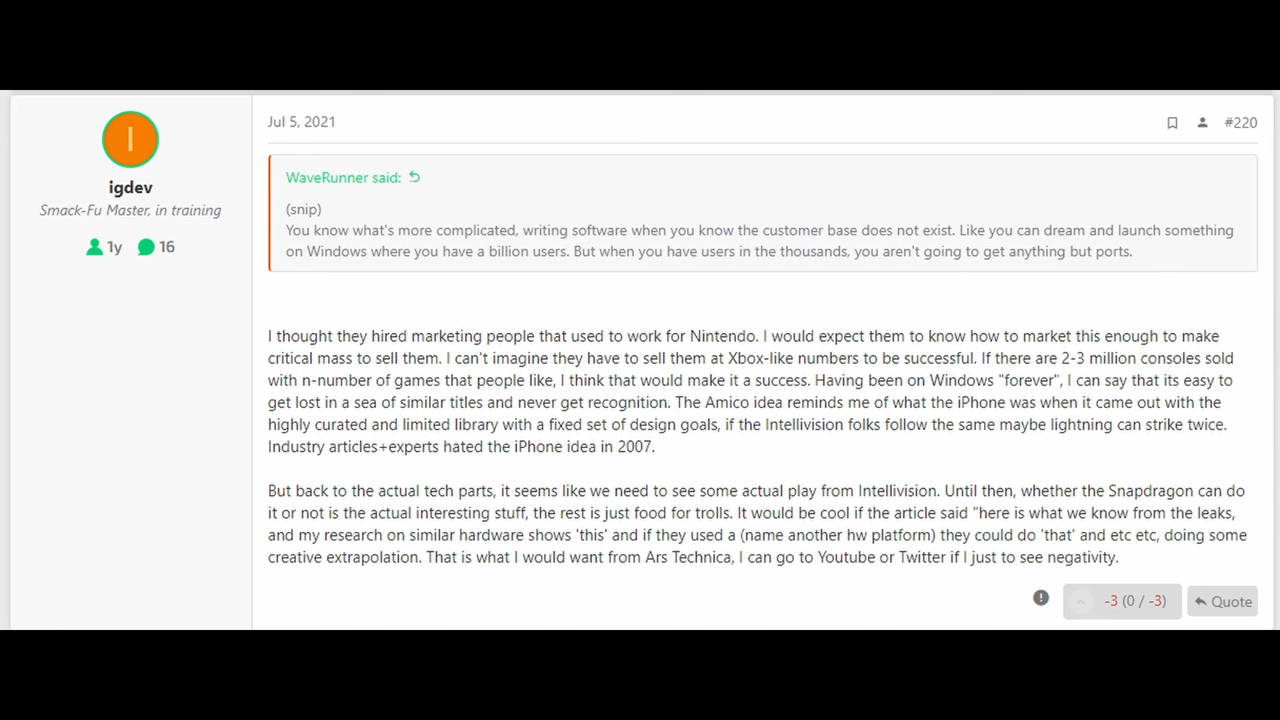 I
igdev
Smack-Fu Master, in training
1y 16
Jul 5, 2021
#220
WaveRunner said:
(snip)
You know what's more complicated, writing software when you know the customer base does not exist. Like you can dream and launch something
on Windows where you have a billion users. But when you have users in the thousands, you aren't going to get anything but ports.
I thought they hired marketing people that used to work for Nintendo. I would expect them to know how to market this enough to make
critical mass to sell them. I can't imagine they have to sell them at Xbox-like numbers to be successful. If there are 2-3 million consoles sold
with n-number of games that people like, I think that would make it a success. Having been on Windows "forever", I can say that its easy to
get lost in a sea of similar titles and never get recognition. The Amico idea reminds me of what the iPhone was when it came out with the
highly curated and limited library with a fixed set of design goals, if the Intellivision folks follow the same maybe lightning can strike twice.
Industry articles+experts hated the iPhone idea in 2007.
But back to the actual tech parts, it seems like we need to see some actual play from Intellivision. Until then, whether the Snapdragon can do
it or not is the actual interesting stuff, the rest is just food for trolls. It would be cool if the article said "here is what we know from the leaks,
and my research on similar hardware shows 'this' and if they used a (name another hw platform) they could do 'that' and etc etc, doing some
creative extrapolation. That is what I would want from Ars Technica, I can go to Youtube or Twitter if I just to see negativity.
-3 (0 / -3)
Quote